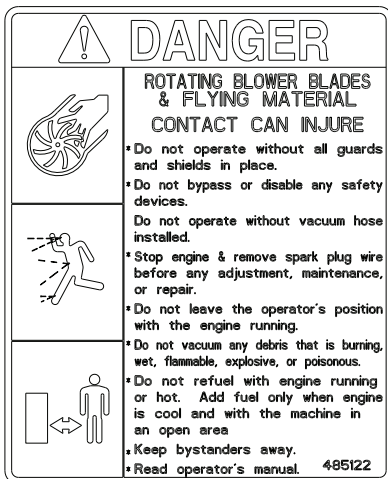 DANGER
ROTATING BLOWER BLADES
& FLYING MATERIAL
CONTACT CAN INJURE
* Do not operate without all guards
and shields in place.
* Do not bypass or disable any safety
devices.
Do not operate without vacuum hose
installed.
* Stop engine & remove spark plug wire
before any adjustment, maintenance,
or repair.
* Do not leave the operator's position
with the engine running.
* Do not vacuum any debris that is burning,
wet, flammable, explosive, or poisonous.
* Do not refuel with engine running
or hot. Add fuel only when engine
is cool and with the machine in
an open area
* Keep bystanders away.
* Read operator's manual. 485122